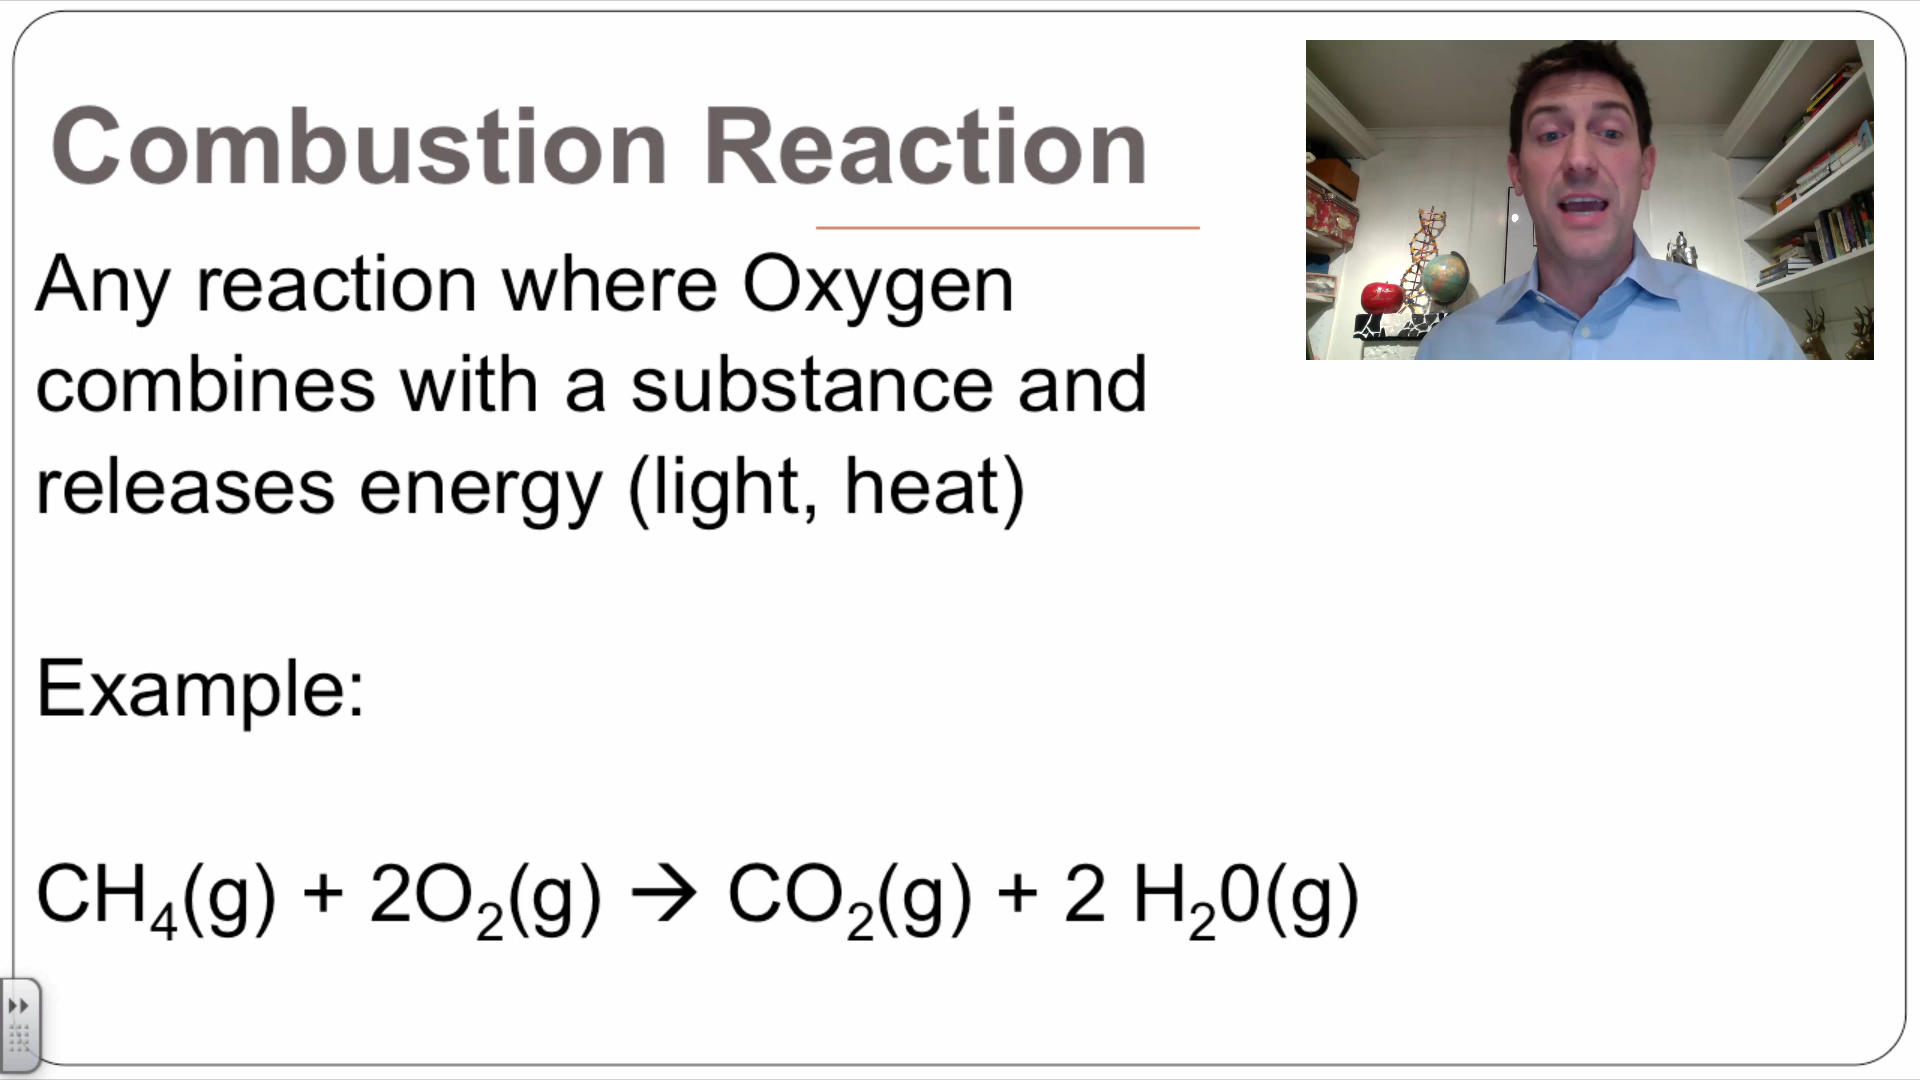 Combustion Reaction
Any reaction where Oxygen
combines with a substance and
releases energy (light, heat)
Example:
CH₄(g) + 2O₂(g) → CO₂(g) + 2 H₂0(g)